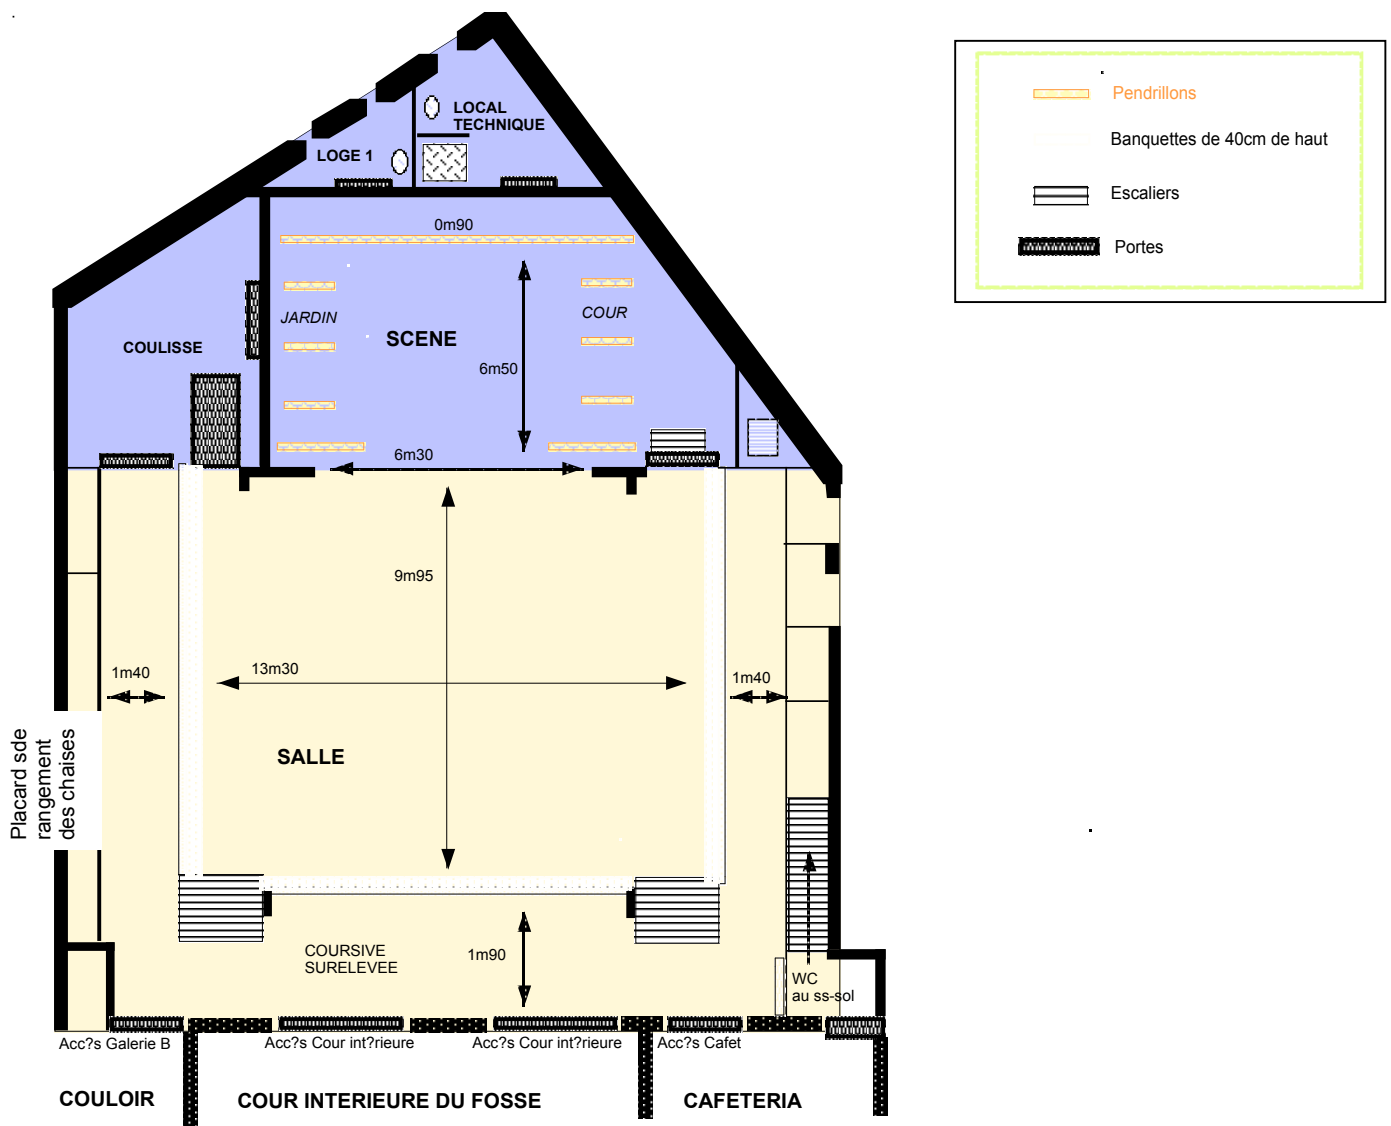 Pendrillons
Banquettes de 40cm de haut
Escaliers
Portes
LOCAL
TECHNIQUE
LOGE 1
0m90
JARDIN
COUR
SCENE
COULISSE
6m50
6m30
9m95
1m40
13m30
1m40
SALLE
Placard sde
rangement
des chaises
COURSIVE
SURELEVEE
1m90
WC
au ss-sol
Acc?s Galerie B
Acc?s Cour int?rieure
Acc?s Cour int?rieure
Acc?s Cafet
COULOIR
COUR INTERIEURE DU FOSSE
CAFETERIA